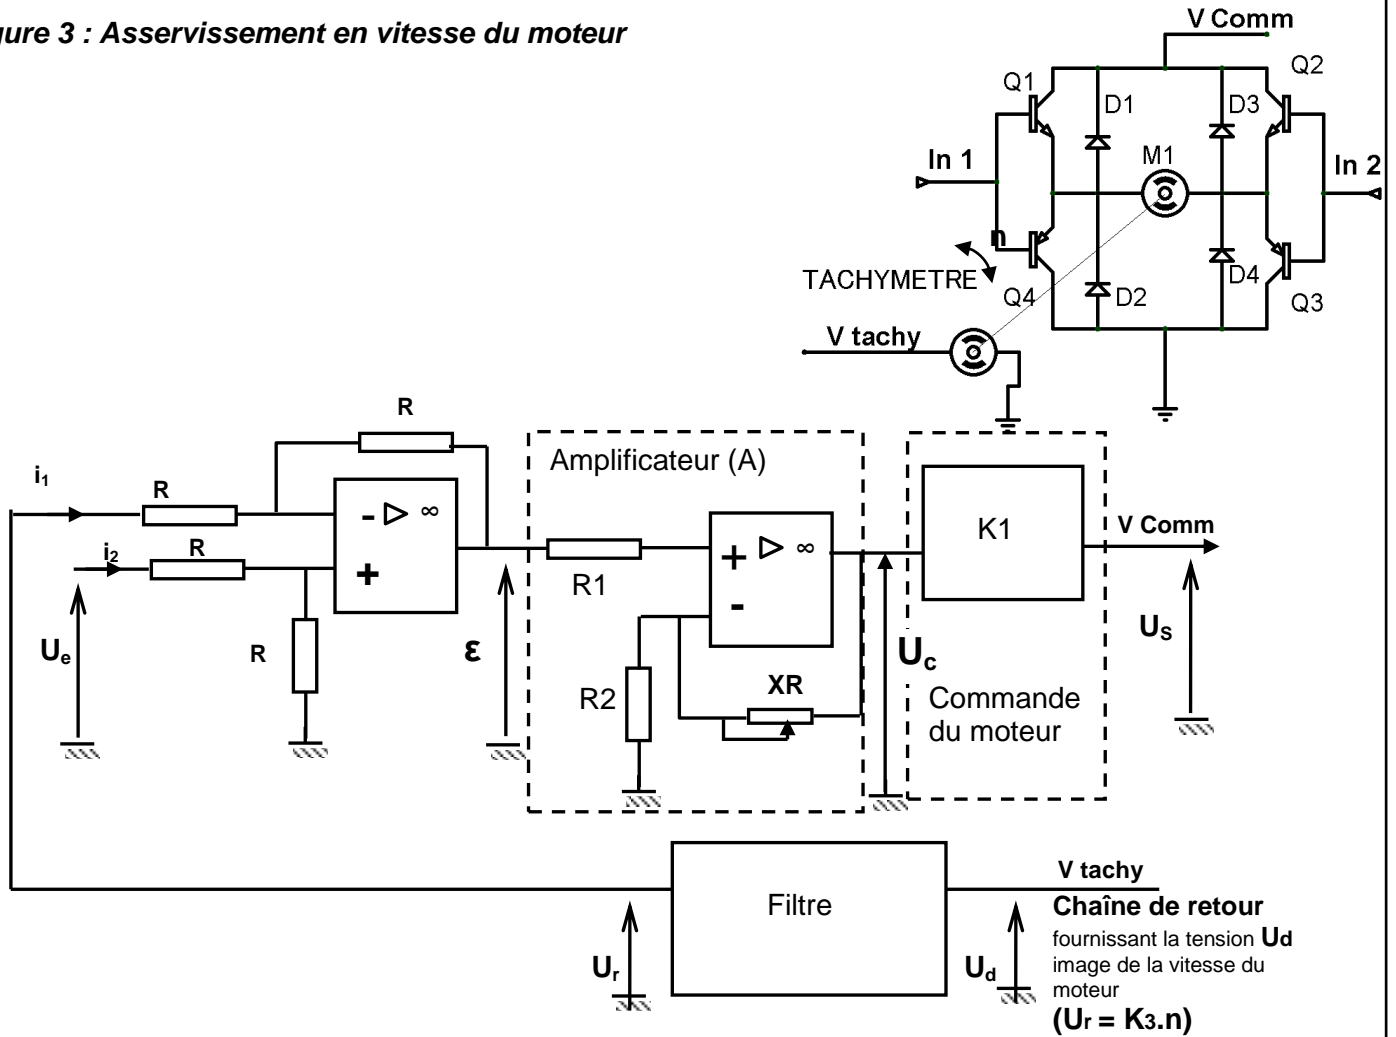 gure 3 : Asservissement en vitesse du moteur
V Comm
Q1
Q2
D1
D3
M1
In 1
In 2
n
TACHYMETRE
Q4
D2
D4
Q3
V tachy
R
Amplificateur (A)
i1
R
- ▷ ∞
i2
R
+
Ue
R
ε
R1
+ ▷ ∞
-
R2
XR
Uc
K1
V Comm
US
Commande
du moteur
Filtre
Ur
Ud
V tachy
Chaîne de retour
fournissant la tension Ud
image de la vitesse du
moteur
(Ur = K3.n)